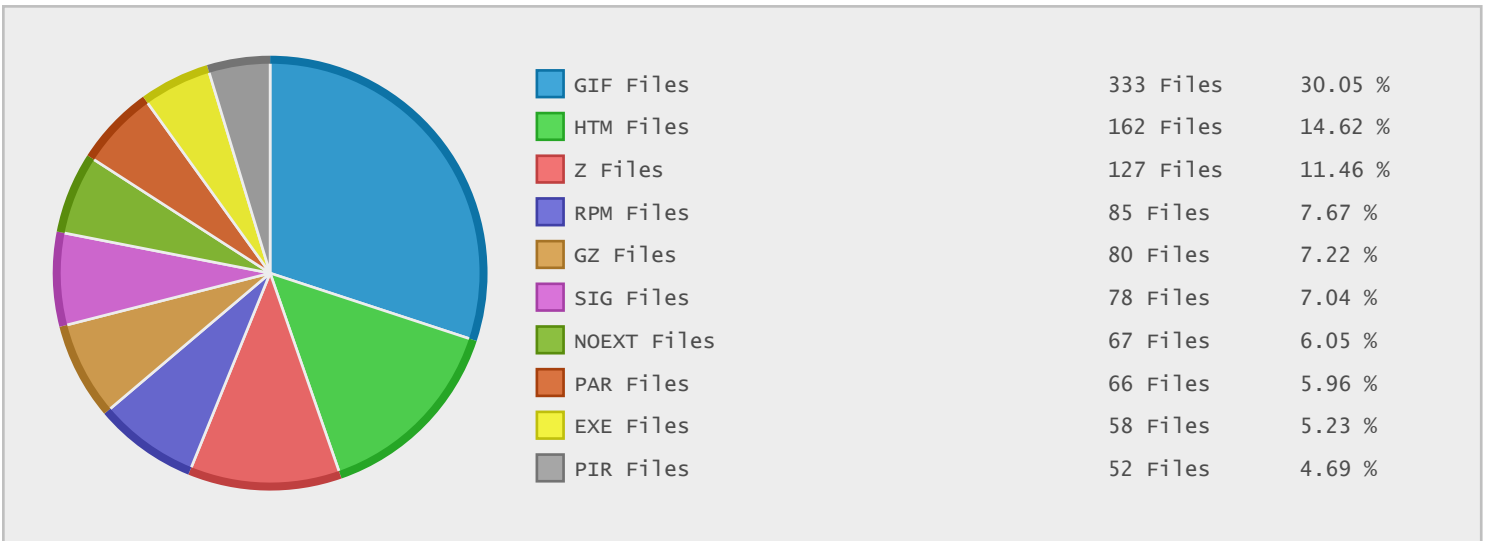 GIF Files 333 Files 30.05 %
HTM Files 162 Files 14.62 %
Z Files 127 Files 11.46 %
RPM Files 85 Files 7.67 %
GZ Files 80 Files 7.22 %
SIG Files 78 Files 7.04 %
NOEXT Files 67 Files 6.05 %
PAR Files 66 Files 5.96 %
EXE Files 58 Files 5.23 %
PIR Files 52 Files 4.69 %